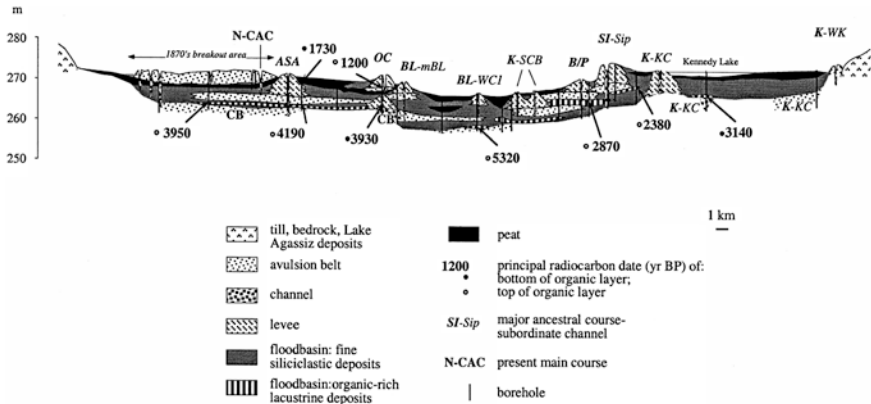 m
280
270
260
250
N-CAC
1870's breakout area
ASA
1730
1200
OC
BL-mBL
BL-WC1
K-SCB
B/P
SI-Sip
K-KC
Kennedy Lake
K-WK
CB
CB
K-KC
K-KC
3950
4190
3930
5320
2870
2380
3140
1 km
till, bedrock, Lake
Agassiz deposits
avulsion belt
channel
levee
floodbasin: fine
siliciclastic deposits
floodbasin:organic-rich
lacustrine deposits
peat
1200 principal radiocarbon date (yr BP) of:
bottom of organic layer;
top of organic layer
SI-Sip major ancestral course-
subordinate channel
N-CAC present main course
borehole